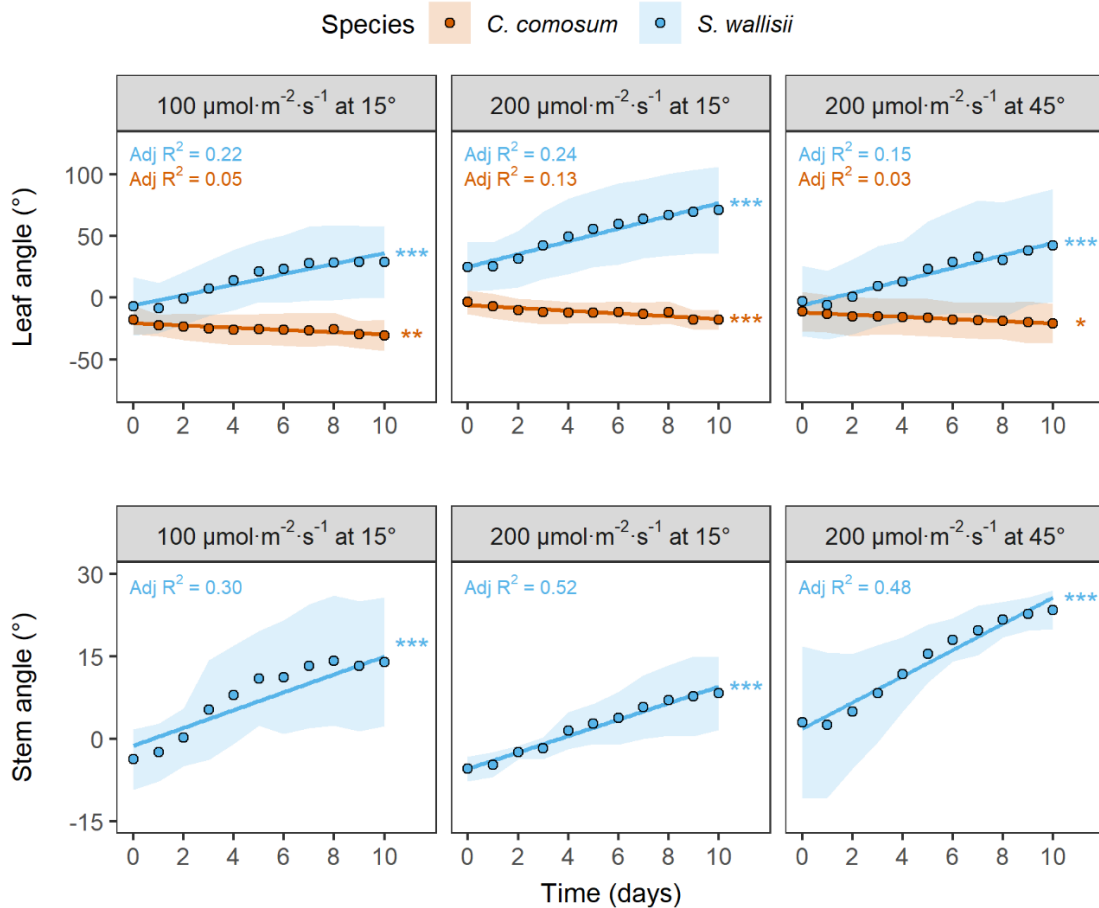 Species C. comosum S. wallisii
100 µmol·m⁻²·s⁻¹ at 15° 200 µmol·m⁻²·s⁻¹ at 15° 200 µmol·m⁻²·s⁻¹ at 45°
Adj R² = 0.22 Adj R² = 0.24 Adj R² = 0.15
Adj R² = 0.05 Adj R² = 0.13 Adj R² = 0.03
Leaf angle (°)
100
50
0
-50
*** *** ***
** *** *
0 2 4 6 8 10 0 2 4 6 8 10 0 2 4 6 8 10
100 µmol·m⁻²·s⁻¹ at 15° 200 µmol·m⁻²·s⁻¹ at 15° 200 µmol·m⁻²·s⁻¹ at 45°
Adj R² = 0.30 Adj R² = 0.52 Adj R² = 0.48
Stem angle (°)
30
15
0
-15
*** *** ***
0 2 4 6 8 10 0 2 4 6 8 10 0 2 4 6 8 10
Time (days)